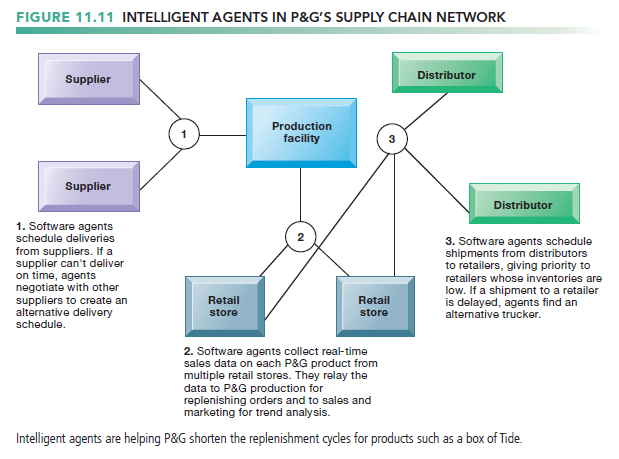 FIGURE 11.11 INTELLIGENT AGENTS IN P&G'S SUPPLY CHAIN NETWORK
Supplier
Distributor
Production
facility
1
3
Supplier
Distributor
2
1. Software agents
schedule deliveries
from suppliers. If a
supplier can't deliver
on time, agents
negotiate with other
suppliers to create an
alternative delivery
schedule.
Retail
store
Retail
store
3. Software agents schedule
shipments from distributors
to retailers, giving priority to
retailers whose inventories are
low. If a shipment to a retailer
is delayed, agents find an
alternative trucker.
2. Software agents collect real-time
sales data on each P&G product from
multiple retail stores. They relay the
data to P&G production for
replenishing orders and to sales and
marketing for trend analysis.
Intelligent agents are helping P&G shorten the replenishment cycles for products such as a box of Tide.